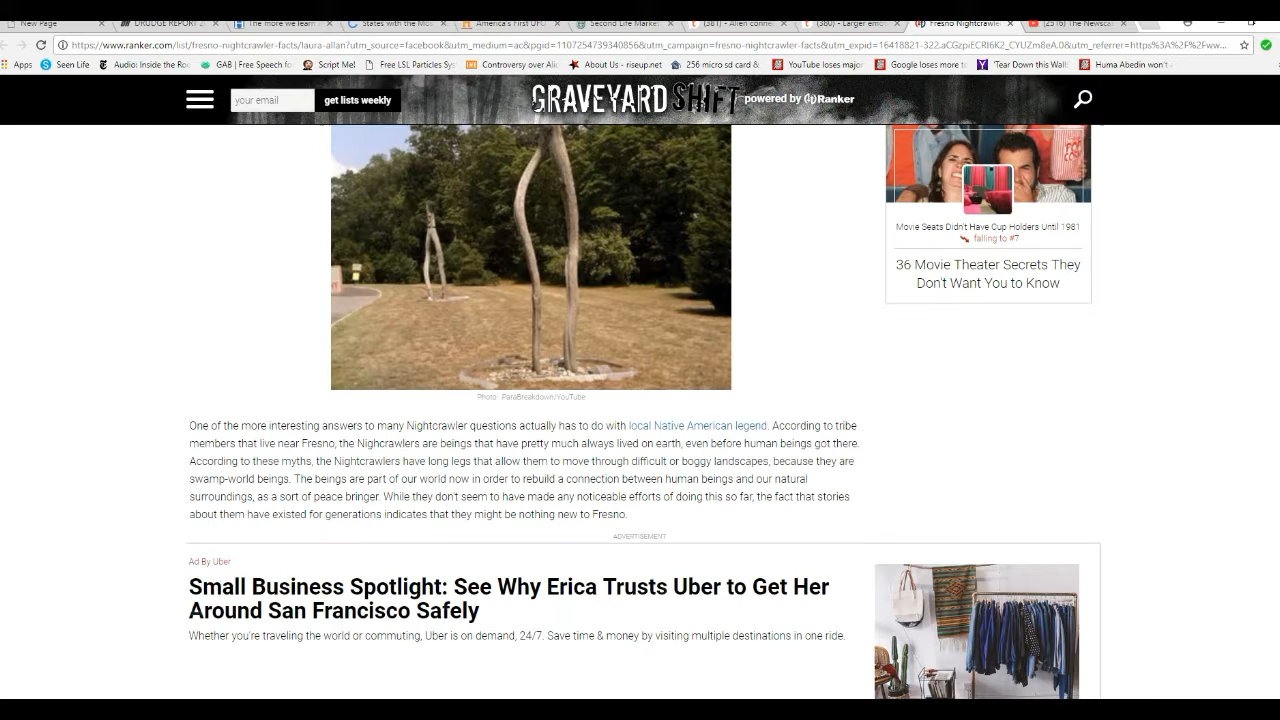 New Page
DRUDGE REPORT 2
The more we learn
States with the Mo
America's First UFO
Second Life Market
(381) - Alien conne
(380) - Larger emo
Fresno Nightcrawler
(2516) The Newsca
https://www.ranker.com/list/fresno-nightcrawler-facts/laura-allan?utm_source=facebook&utm_medium=ac&pgid=1107254739340856&utm_campaign=fresno-nightcrawler-facts&utm_expid=16418821-322.aCGzpiECRI6K2_CYUZm8eA.0&utm_referrer=https%3A%2F%2Fww...
Apps
Seen Life
Audio: Inside the Ro
GAB | Free Speech fo
Script Me!
Free LSL Particles Sy
Controversy over Ali
About Us - riseup.net
256 micro sd card &
YouTube loses major
Google loses more t
'Tear Down this Wall
Huma Abedin won't
your email
get lists weekly
GRAVEYARD SHIFT
powered by Ranker
Movie Seats Didn't Have Cup Holders Until 1981
falling to #7
36 Movie Theater Secrets They
Don't Want You to Know
Photo: ParaBreakdown/YouTube
One of the more interesting answers to many Nightcrawler questions actually has to do with local Native American legend. According to tribe
members that live near Fresno, the Nighcrawlers are beings that have pretty much always lived on earth, even before human beings got there.
According to these myths, the Nightcrawlers have long legs that allow them to move through difficult or boggy landscapes, because they are
swamp-world beings. The beings are part of our world now in order to rebuild a connection between human beings and our natural
surroundings, as a sort of peace bringer. While they don't seem to have made any noticeable efforts of doing this so far, the fact that stories
about them have existed for generations indicates that they might be nothing new to Fresno.
ADVERTISEMENT
Ad By Uber
Small Business Spotlight: See Why Erica Trusts Uber to Get Her
Around San Francisco Safely
Whether you're traveling the world or commuting, Uber is on demand, 24/7. Save time & money by visiting multiple destinations in one ride.